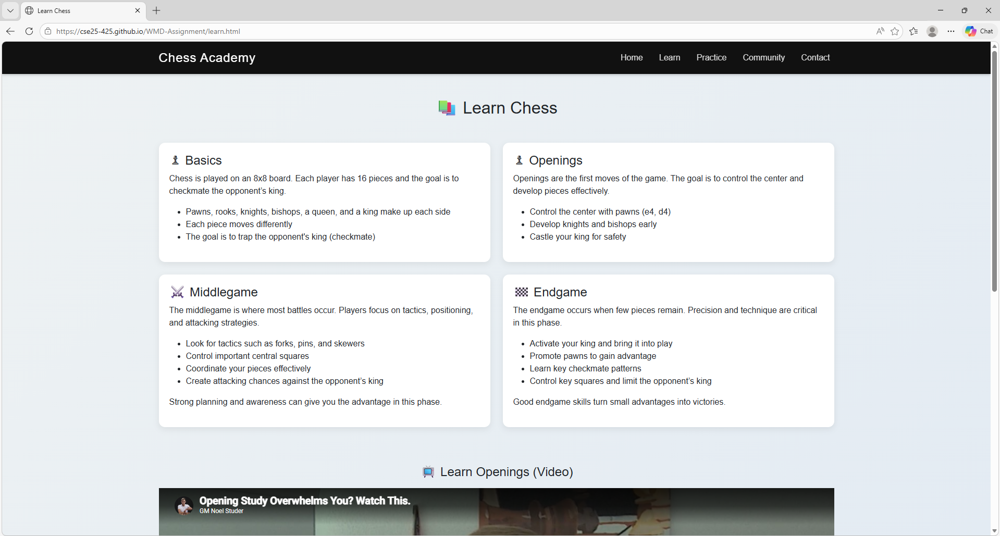 Learn Chess
https://cse25-425.github.io/WMD-Assignment/learn.html
Chat
Chess Academy
Home Learn Practice Community Contact
Learn Chess
Basics
Chess is played on an 8x8 board. Each player has 16 pieces and the goal is to
checkmate the opponent’s king.
• Pawns, rooks, knights, bishops, a queen, and a king make up each side
• Each piece moves differently
• The goal is to trap the opponent's king (checkmate)
Openings
Openings are the first moves of the game. The goal is to control the center and
develop pieces effectively.
• Control the center with pawns (e4, d4)
• Develop knights and bishops early
• Castle your king for safety
Middlegame
The middlegame is where most battles occur. Players focus on tactics, positioning,
and attacking strategies.
• Look for tactics such as forks, pins, and skewers
• Control important central squares
• Coordinate your pieces effectively
• Create attacking chances against the opponent’s king
Strong planning and awareness can give you the advantage in this phase.
Endgame
The endgame occurs when few pieces remain. Precision and technique are critical
in this phase.
• Activate your king and bring it into play
• Promote pawns to gain advantage
• Learn key checkmate patterns
• Control key squares and limit the opponent’s king
Good endgame skills turn small advantages into victories.
Learn Openings (Video)
Opening Study Overwhelms You? Watch This.
GM Noel Studer